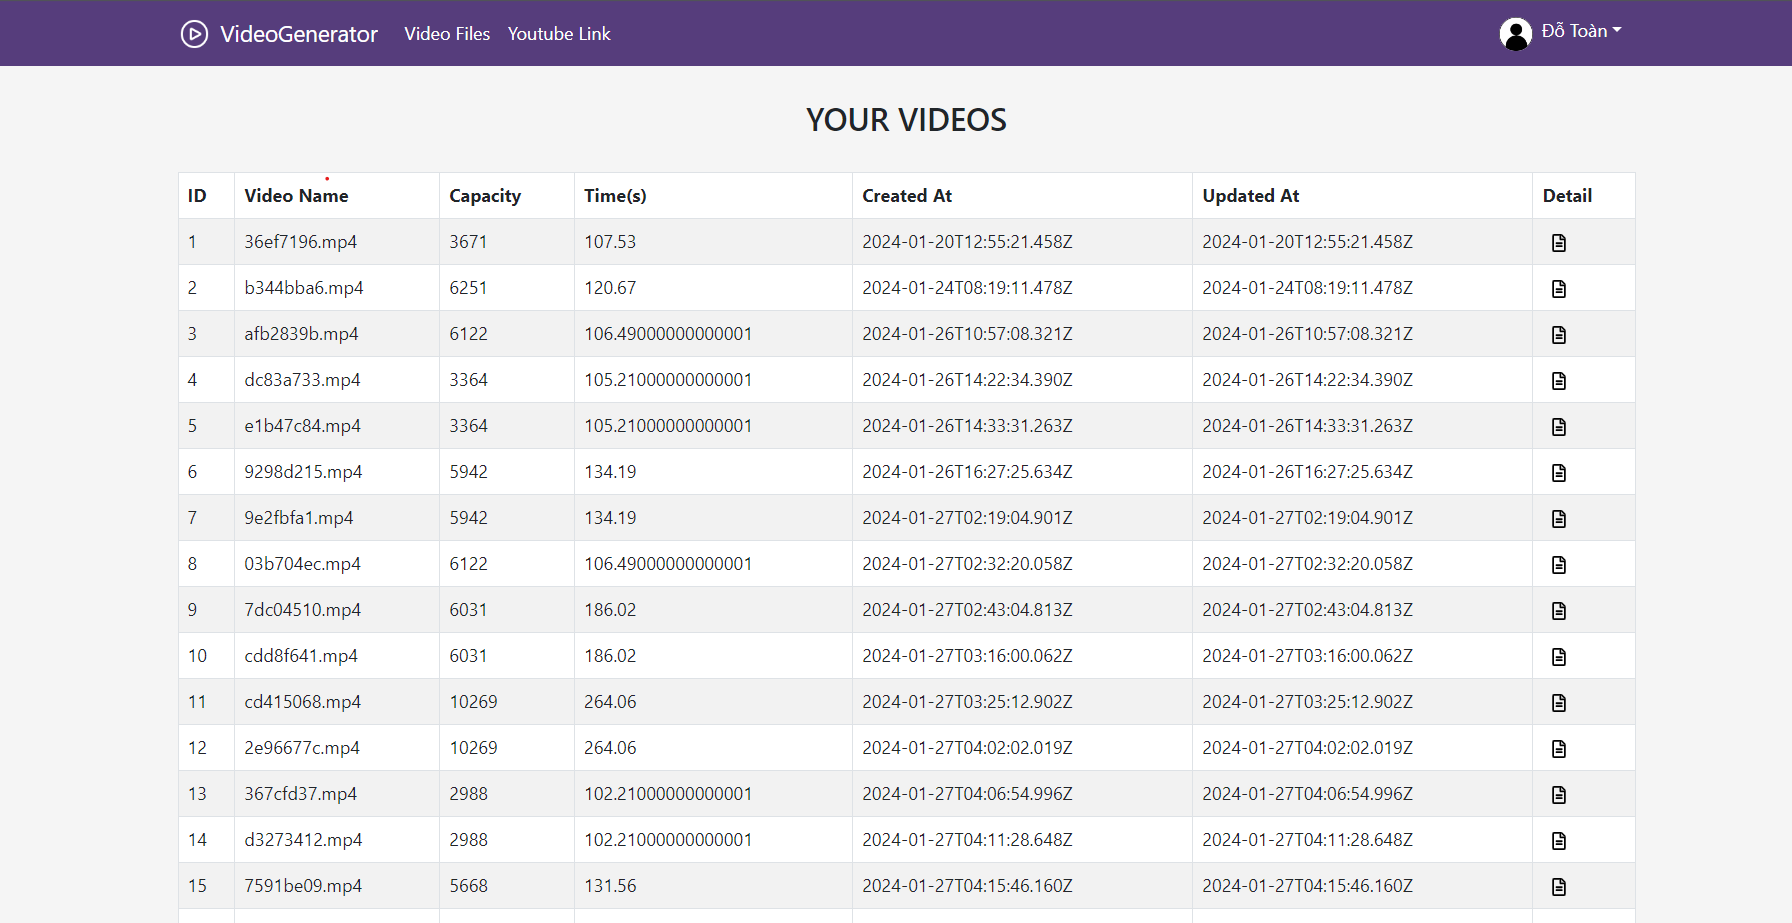 VideoGenerator Video Files Youtube Link Đỗ Toàn
YOUR VIDEOS
ID Video Name Capacity Time(s) Created At Updated At Detail
1 36ef7196.mp4 3671 107.53 2024-01-20T12:55:21.458Z 2024-01-20T12:55:21.458Z
2 b344bba6.mp4 6251 120.67 2024-01-24T08:19:11.478Z 2024-01-24T08:19:11.478Z
3 afb2839b.mp4 6122 106.49000000000001 2024-01-26T10:57:08.321Z 2024-01-26T10:57:08.321Z
4 dc83a733.mp4 3364 105.21000000000001 2024-01-26T14:22:34.390Z 2024-01-26T14:22:34.390Z
5 e1b47c84.mp4 3364 105.21000000000001 2024-01-26T14:33:31.263Z 2024-01-26T14:33:31.263Z
6 9298d215.mp4 5942 134.19 2024-01-26T16:27:25.634Z 2024-01-26T16:27:25.634Z
7 9e2fbfa1.mp4 5942 134.19 2024-01-27T02:19:04.901Z 2024-01-27T02:19:04.901Z
8 03b704ec.mp4 6122 106.49000000000001 2024-01-27T02:32:20.058Z 2024-01-27T02:32:20.058Z
9 7dc04510.mp4 6031 186.02 2024-01-27T02:43:04.813Z 2024-01-27T02:43:04.813Z
10 cdd8f641.mp4 6031 186.02 2024-01-27T03:16:00.062Z 2024-01-27T03:16:00.062Z
11 cd415068.mp4 10269 264.06 2024-01-27T03:25:12.902Z 2024-01-27T03:25:12.902Z
12 2e96677c.mp4 10269 264.06 2024-01-27T04:02:02.019Z 2024-01-27T04:02:02.019Z
13 367cfd37.mp4 2988 102.21000000000001 2024-01-27T04:06:54.996Z 2024-01-27T04:06:54.996Z
14 d3273412.mp4 2988 102.21000000000001 2024-01-27T04:11:28.648Z 2024-01-27T04:11:28.648Z
15 7591be09.mp4 5668 131.56 2024-01-27T04:15:46.160Z 2024-01-27T04:15:46.160Z